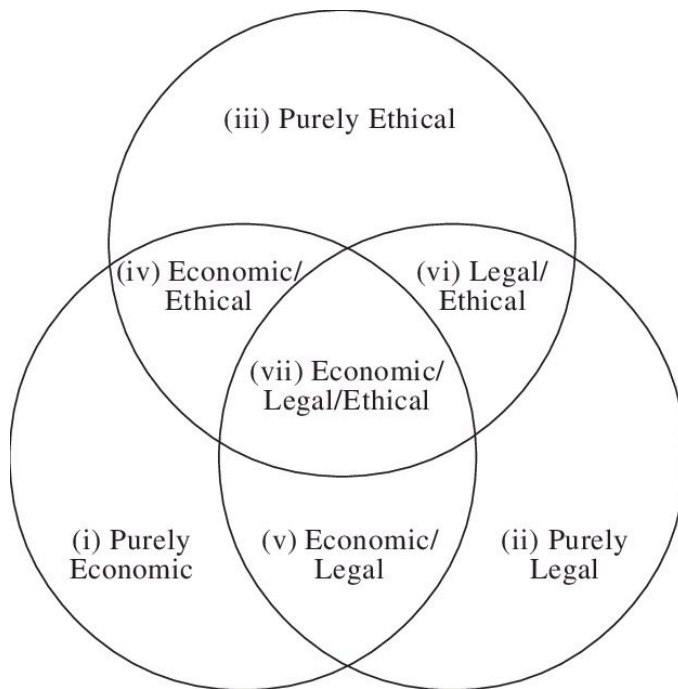 (iii) Purely Ethical
(iv) Economic/
Ethical
(vi) Legal/
Ethical
(vii) Economic/
Legal/Ethical
(i) Purely
Economic
(v) Economic/
Legal
(ii) Purely
Legal